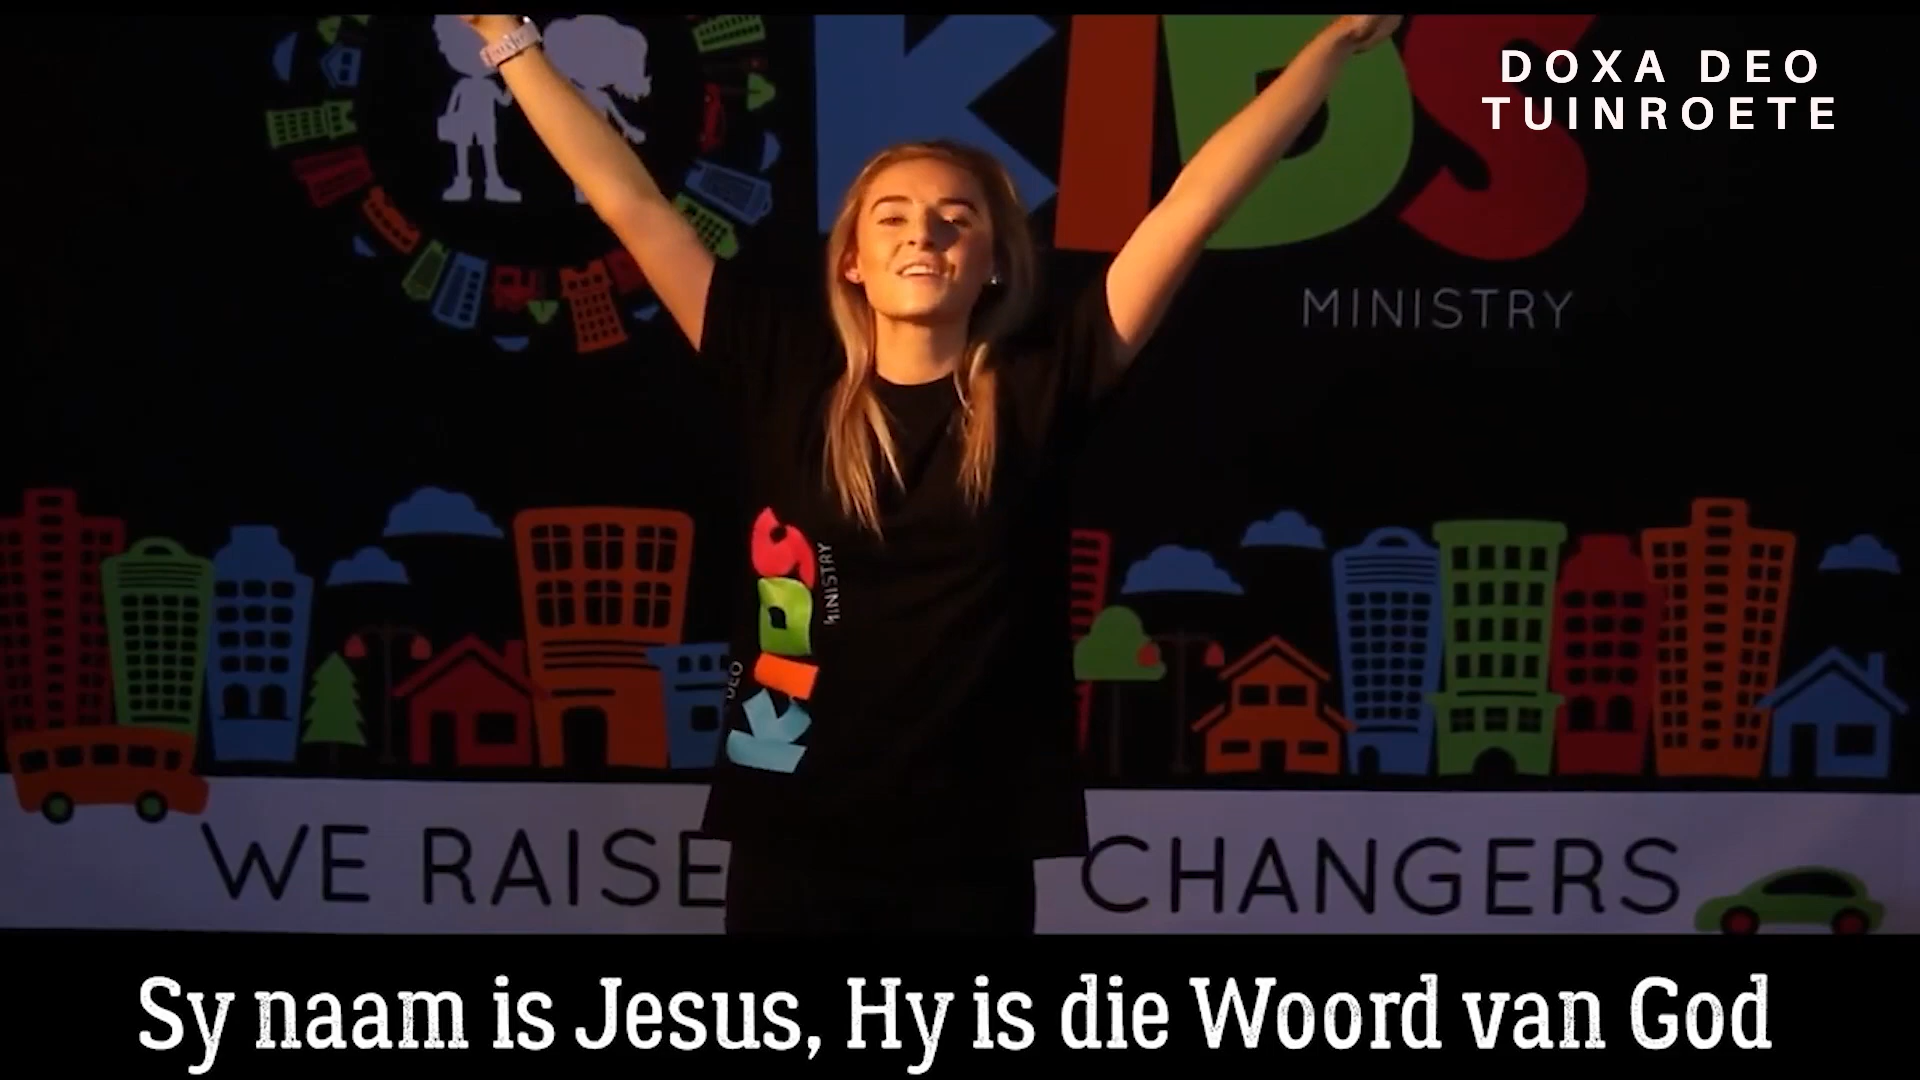 DOXA DEO
TUINROETE
KIDS
MINISTRY
KIDS
MINISTRY
DEO
WE RAISE CHANGERS
Sy naam is Jesus, Hy is die Woord van God